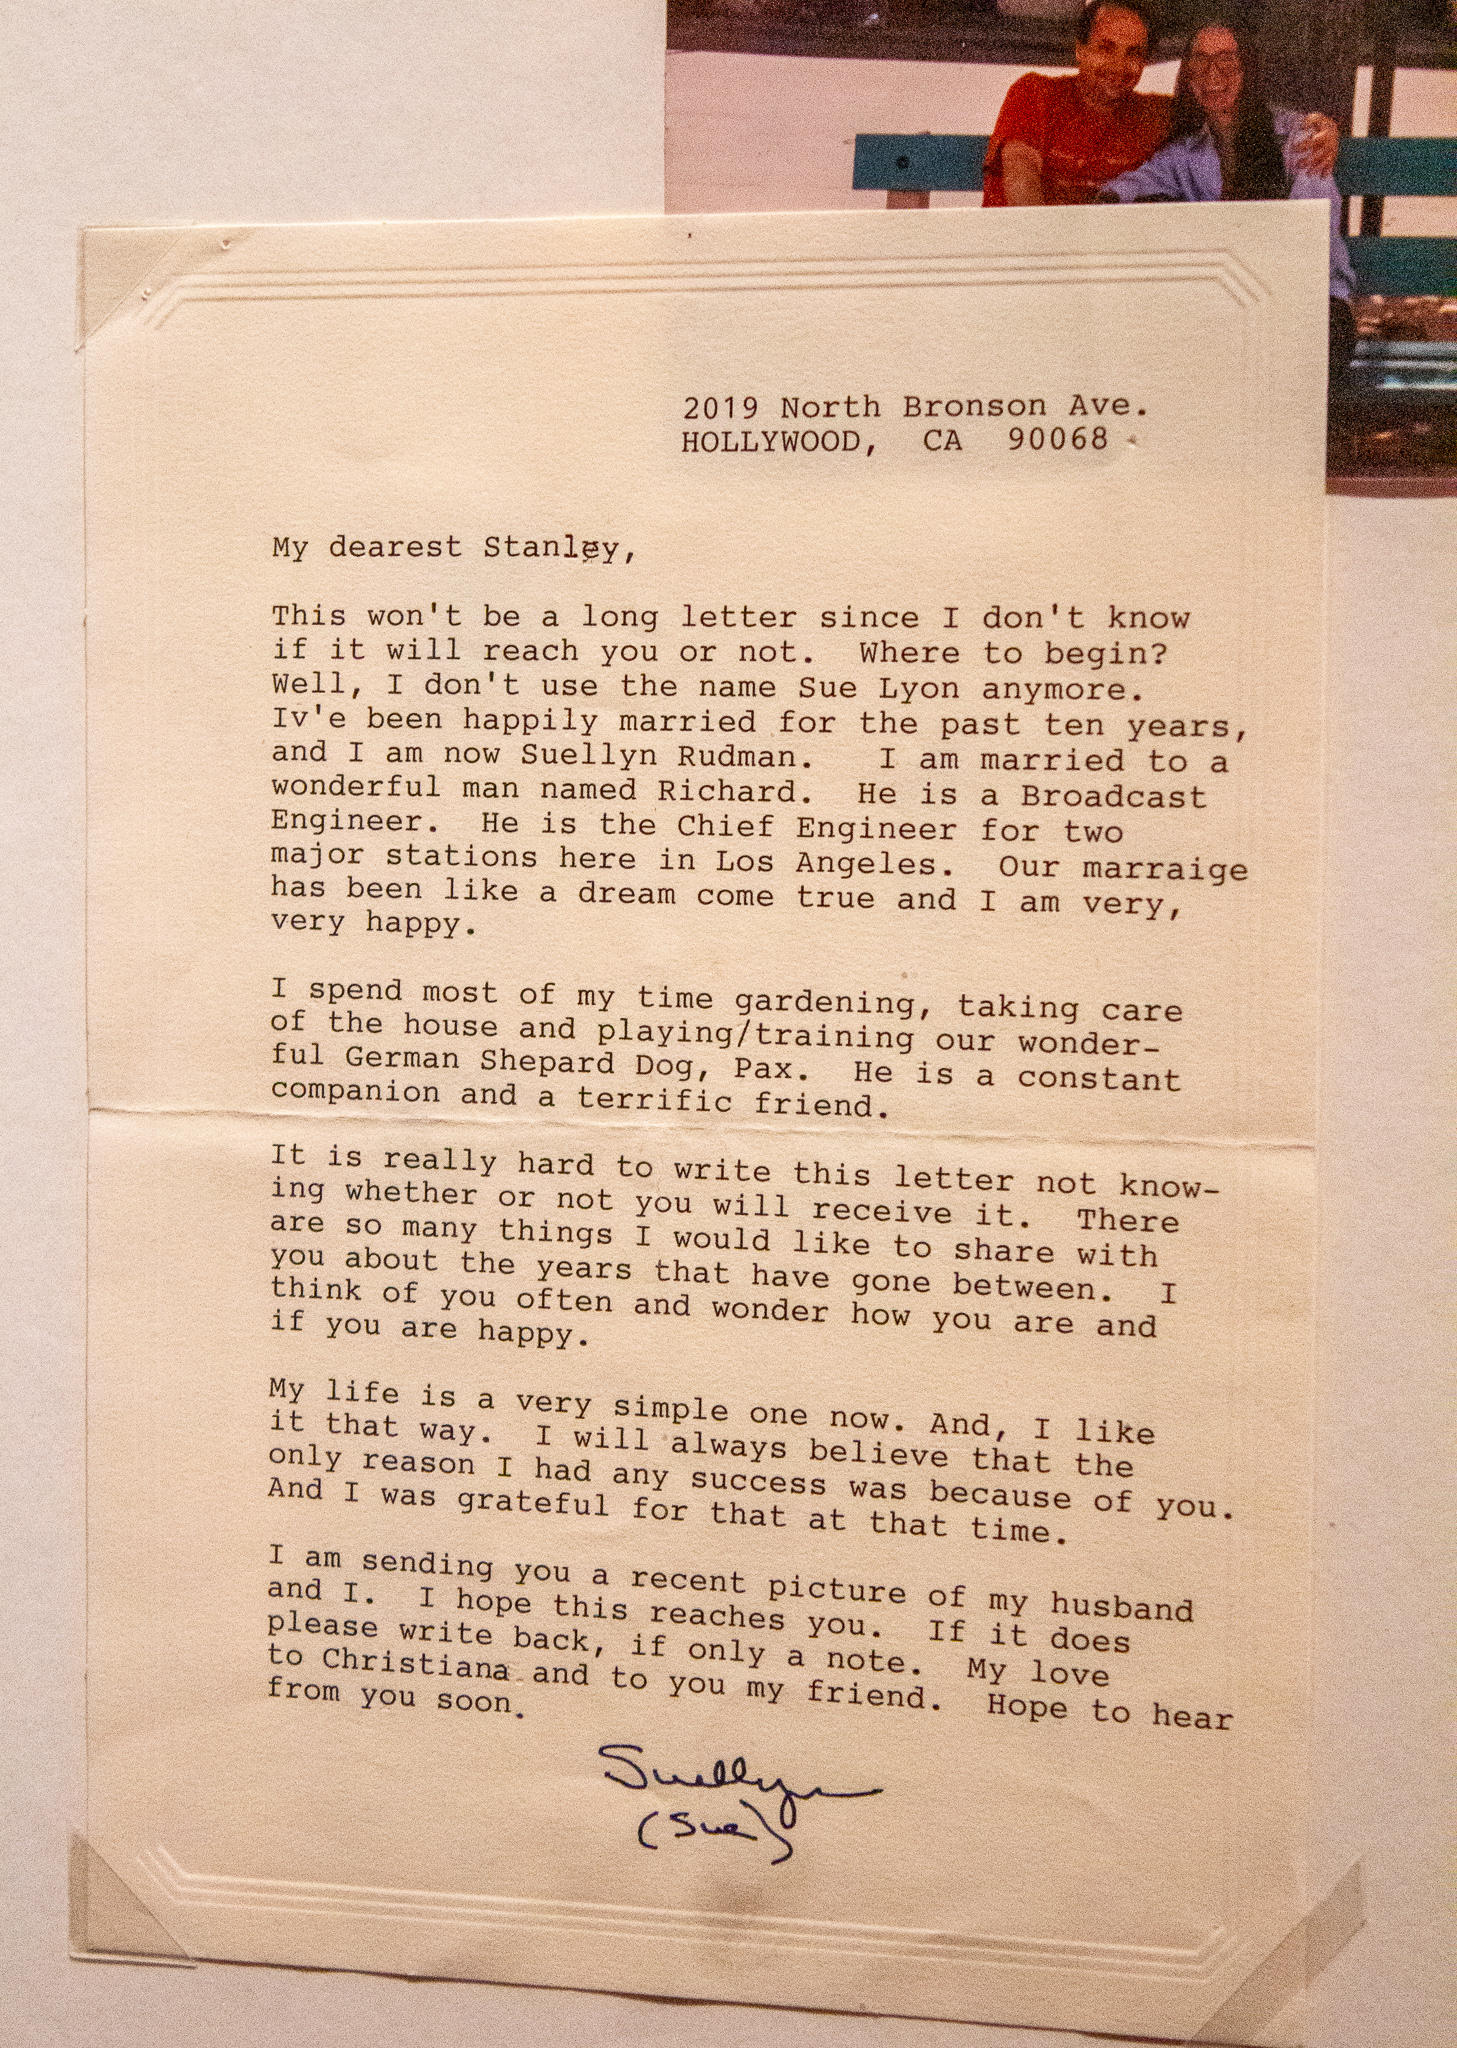 2019 North Bronson Ave.
HOLLYWOOD, CA 90068
My dearest Stanley,
This won't be a long letter since I don't know
if it will reach you or not. Where to begin?
Well, I don't use the name Sue Lyon anymore.
Iv'e been happily married for the past ten years,
and I am now Suellyn Rudman. I am married to a
wonderful man named Richard. He is a Broadcast
Engineer. He is the Chief Engineer for two
major stations here in Los Angeles. Our marraige
has been like a dream come true and I am very,
very happy.
I spend most of my time gardening, taking care
of the house and playing/training our wonder-
ful German Shepard Dog, Pax. He is a constant
companion and a terrific friend.
It is really hard to write this letter not know-
ing whether or not you will receive it. There
are so many things I would like to share with
you about the years that have gone between. I
think of you often and wonder how you are and
if you are happy.
My life is a very simple one now. And, I like
it that way. I will always believe that the
only reason I had any success was because of you.
And I was grateful for that at that time.
I am sending you a recent picture of my husband
and I. I hope this reaches you. If it does
please write back, if only a note. My love
to Christiana and to you my friend. Hope to hear
from you soon.
Suellyn
(Sue)